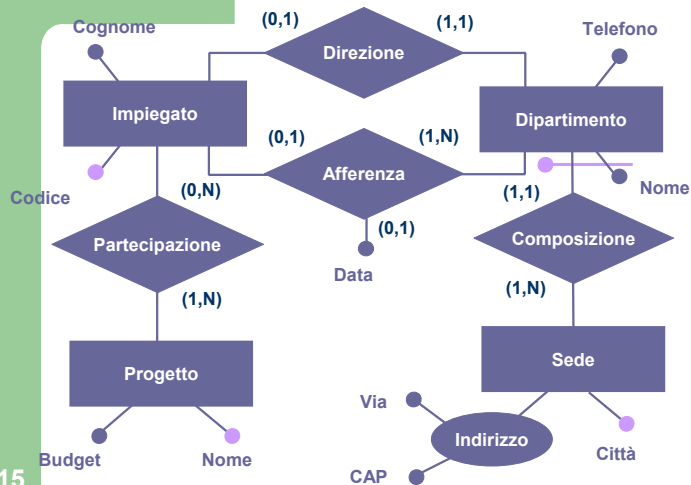 (0,1)
(1,1)
Cognome
Telefono
Direzione
Impiegato
Dipartimento
(0,1)
(1,N)
Afferenza
Codice
(0,N)
(1,1)
Nome
Partecipazione
(0,1)
Composizione
Data
(1,N)
(1,N)
Progetto
Sede
Via
Indirizzo
Budget
Nome
Città
CAP
15